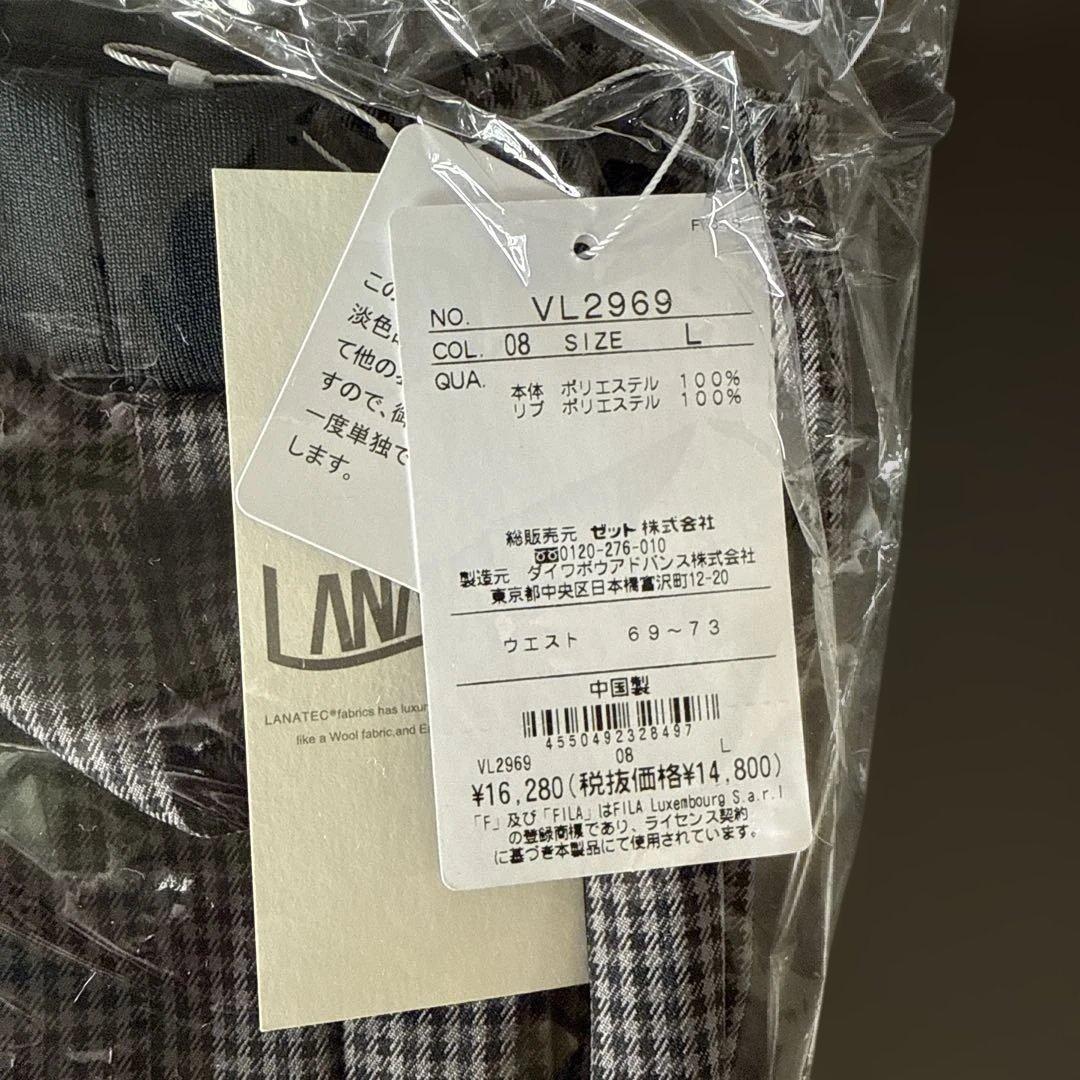 NO. VL2969
COL. 08 SIZE L
QUA. 本体 ポリエステル 100%
リブ ポリエステル 100%
総販売元 ゼット株式会社
0120-276-010
製造元 ダイワボウアドバンス株式会社
東京都中央区日本橋富沢町12-20
ウエスト 69~73
中国製
4550492328497
VL2969 08 L
¥16,280(税抜価格¥14,800)
「F」及び「FILA」はFILA Luxembourg S.a.r.l
の登録商標であり、ライセンス契約
に基づき本製品にて使用されています。
この
淡色
て他の
すので、
一度単独で
します。
LANA
LANATEC®fabrics has
like a Wool fabric,and